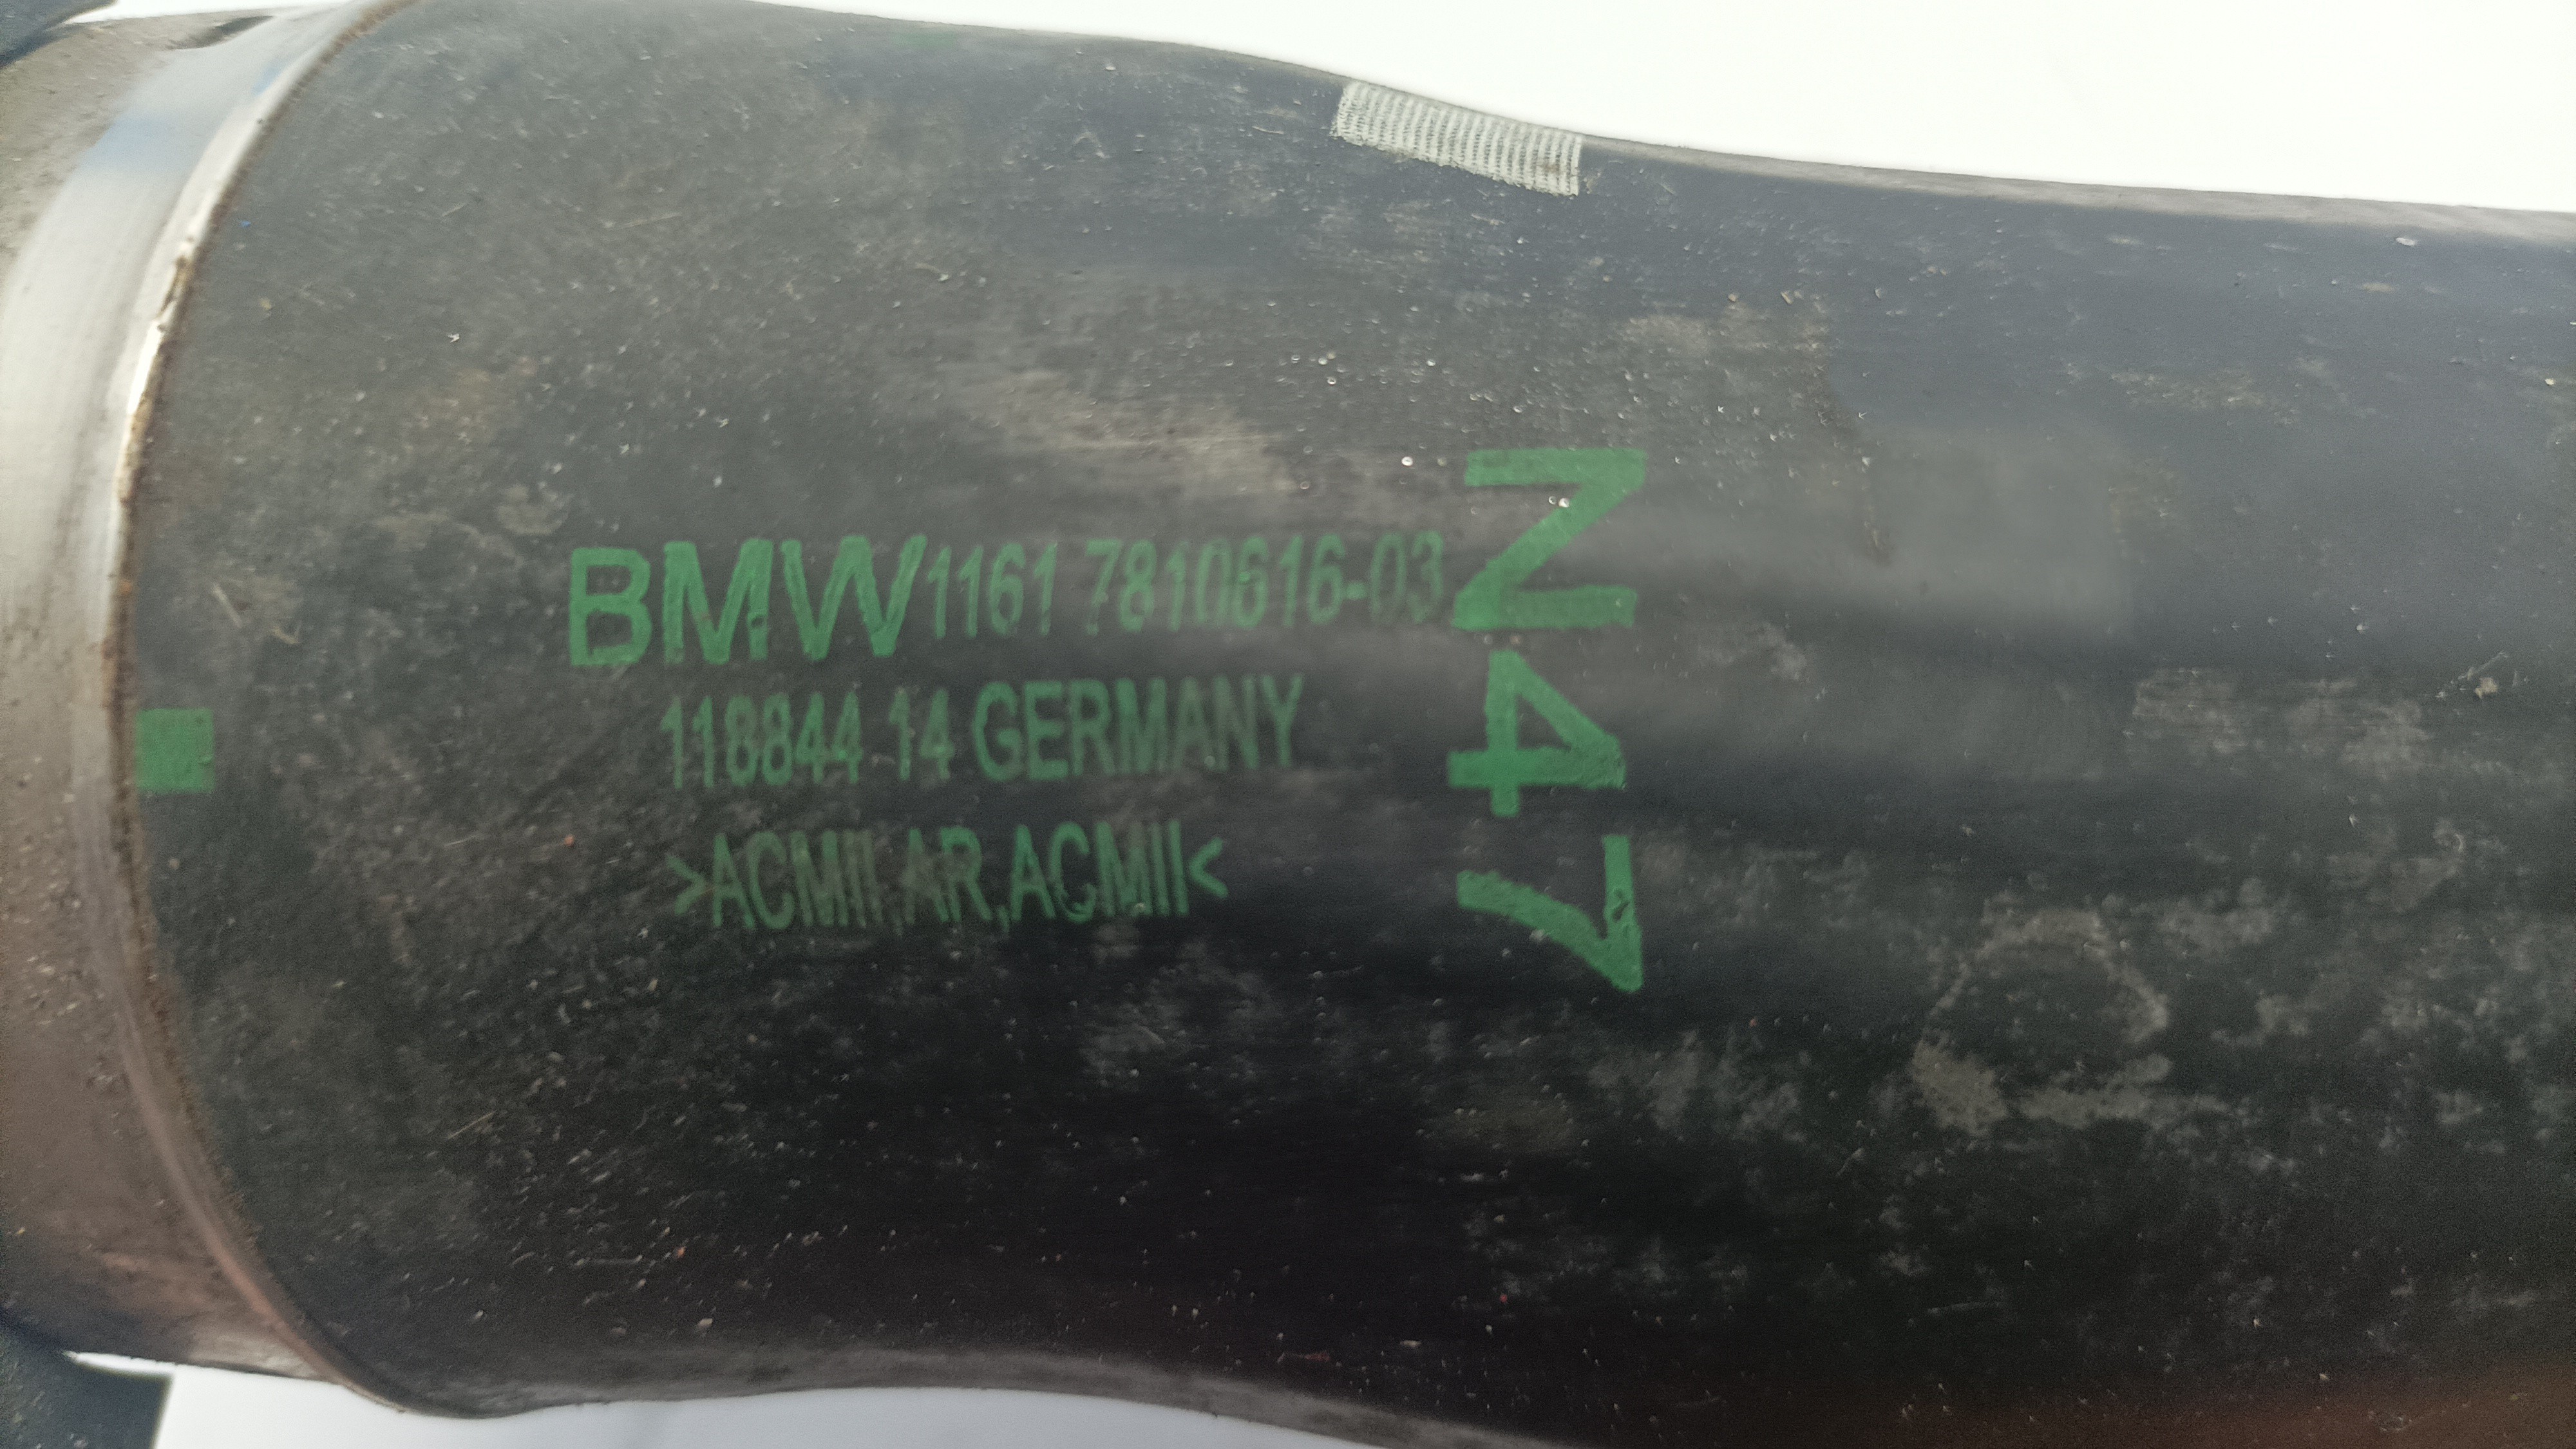 BMW 1161 7810616-03
118844 14 GERMANY
>ACMII,AR,ACMII<
N47